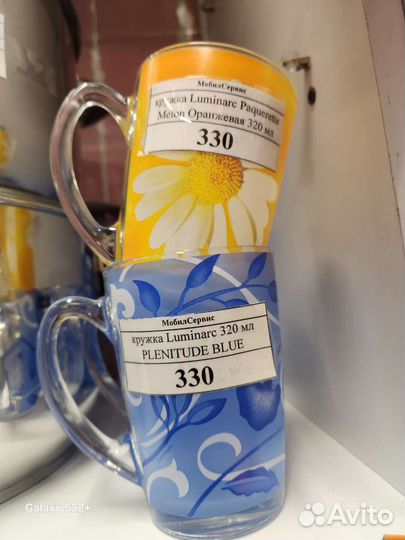 МобилСервис
кружка Luminarc Paquerette
Melon Оранжевая 320 мл
330
МобилСервис
кружка Luminarc 320 мл
PLENITUDE BLUE
330
Galaxy S22+
Avito